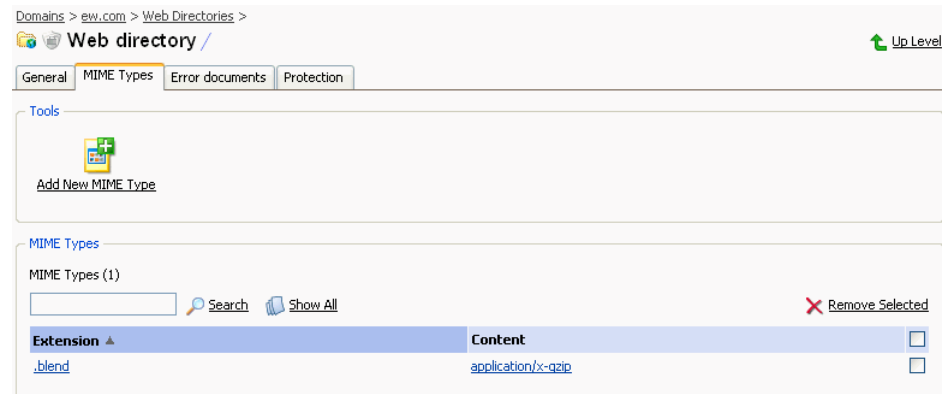 Domains > ew.com > Web Directories >
Web directory /
Up Level
General MIME Types Error documents Protection
Tools
Add New MIME Type
MIME Types
MIME Types (1)
Search Show All Remove Selected
Extension Content
.blend application/x-gzip